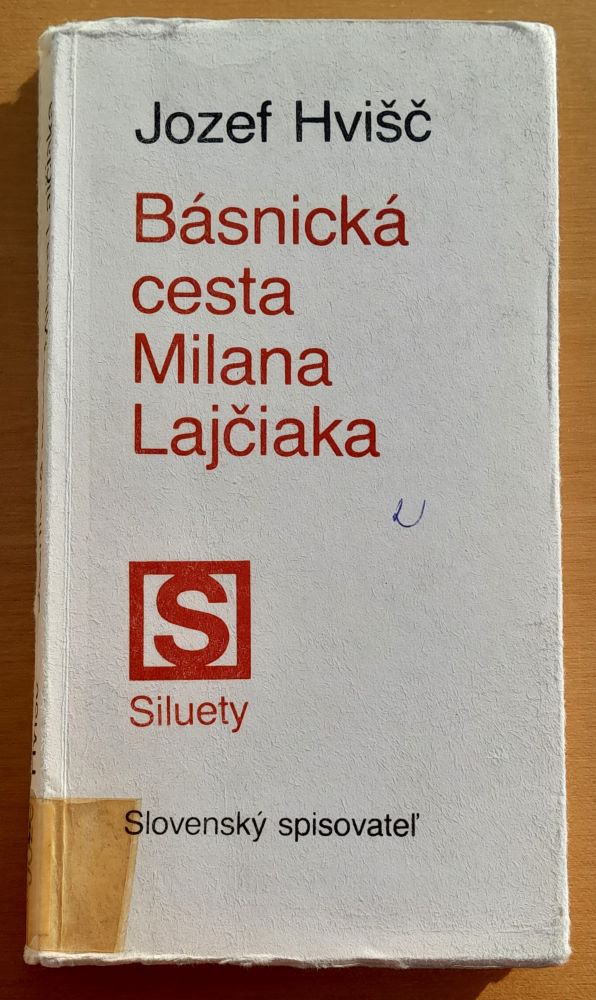 Jozef Hvišč
Básnická
cesta
Milana
Lajčiaka
S
Siluety
Slovenský spisovateľ